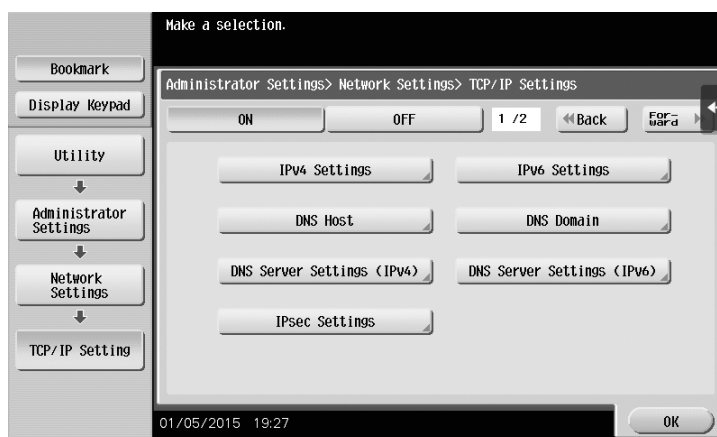 Make a selection.
Bookmark
Display Keypad
Utility
Administrator
Settings
Network
Settings
TCP/IP Setting
Administrator Settings> Network Settings> TCP/IP Settings
ON
OFF
1 /2
Back
For-
ward
IPv4 Settings
IPv6 Settings
DNS Host
DNS Domain
DNS Server Settings (IPv4)
DNS Server Settings (IPv6)
IPsec Settings
01/05/2015 19:27
OK